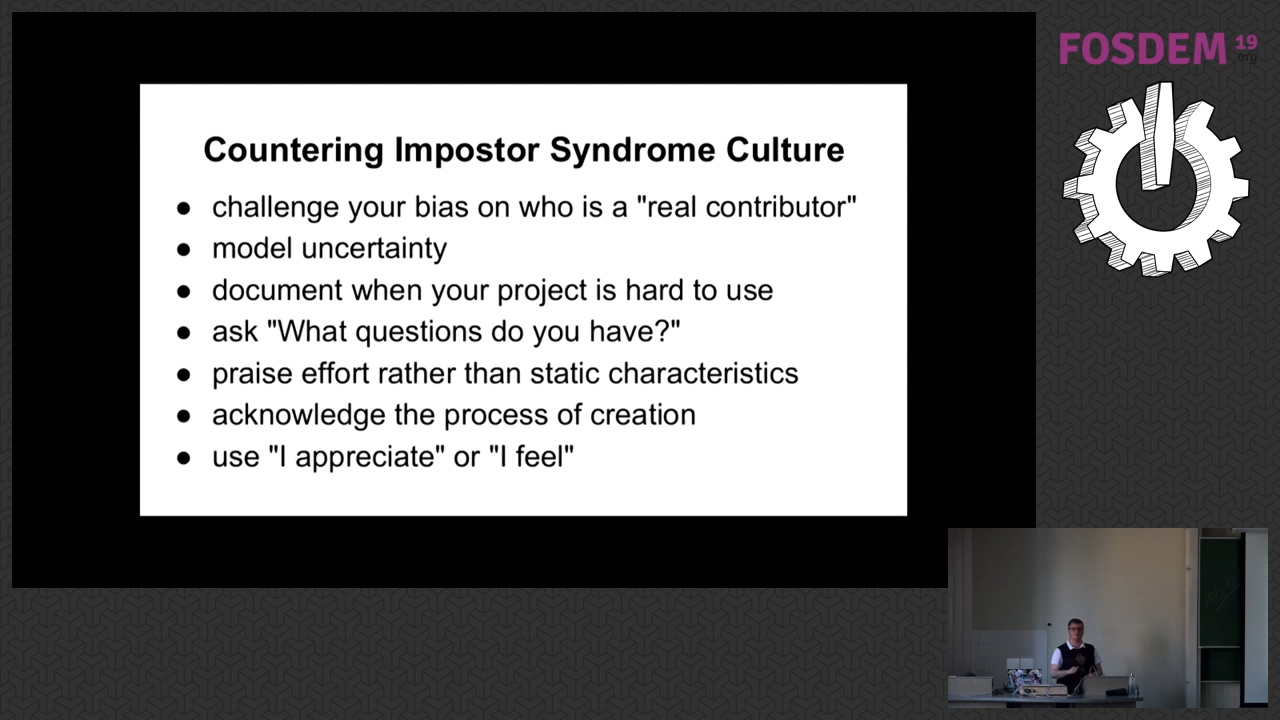 FOSDEM 19
.org
Countering Impostor Syndrome Culture
● challenge your bias on who is a "real contributor"
● model uncertainty
● document when your project is hard to use
● ask "What questions do you have?"
● praise effort rather than static characteristics
● acknowledge the process of creation
● use "I appreciate" or "I feel"